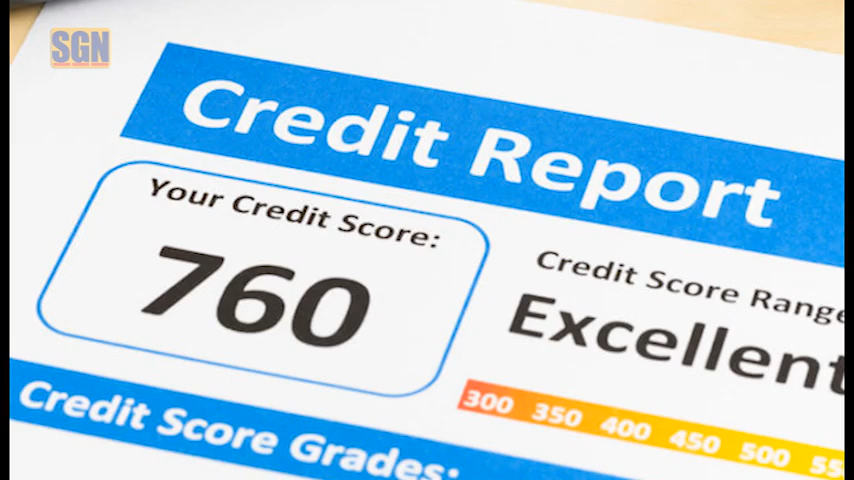 SGN
Credit Report
Your Credit Score:
760
Credit Score Range
Excellent
300 350 400 450 500
Credit Score Grades: